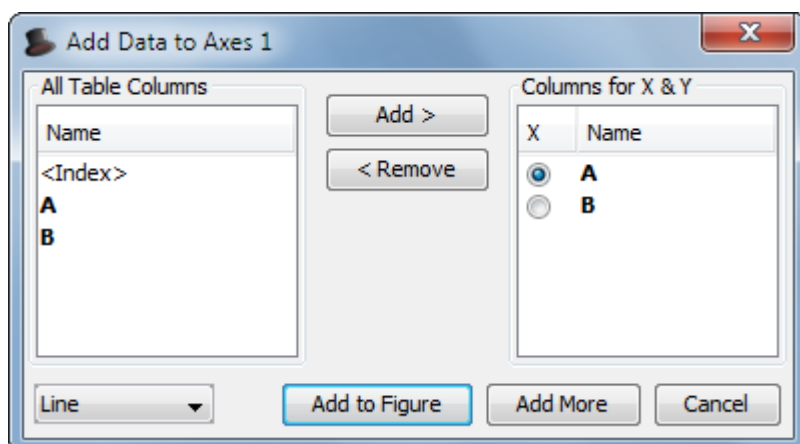 Add Data to Axes 1
All Table Columns
Name
<Index>
A
B
Add >
< Remove
Columns for X & Y
X Name
A
B
Line
Add to Figure
Add More
Cancel